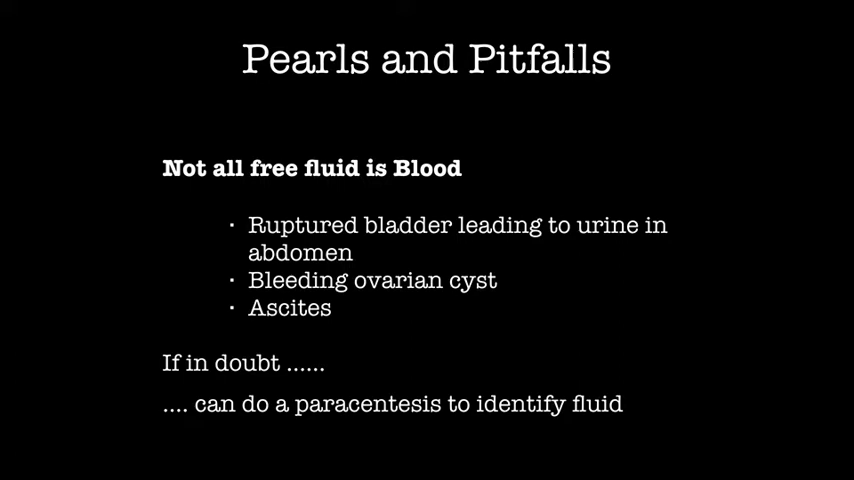 Pearls and Pitfalls
Not all free fluid is Blood
· Ruptured bladder leading to urine in
abdomen
· Bleeding ovarian cyst
· Ascites
If in doubt ......
.... can do a paracentesis to identify fluid